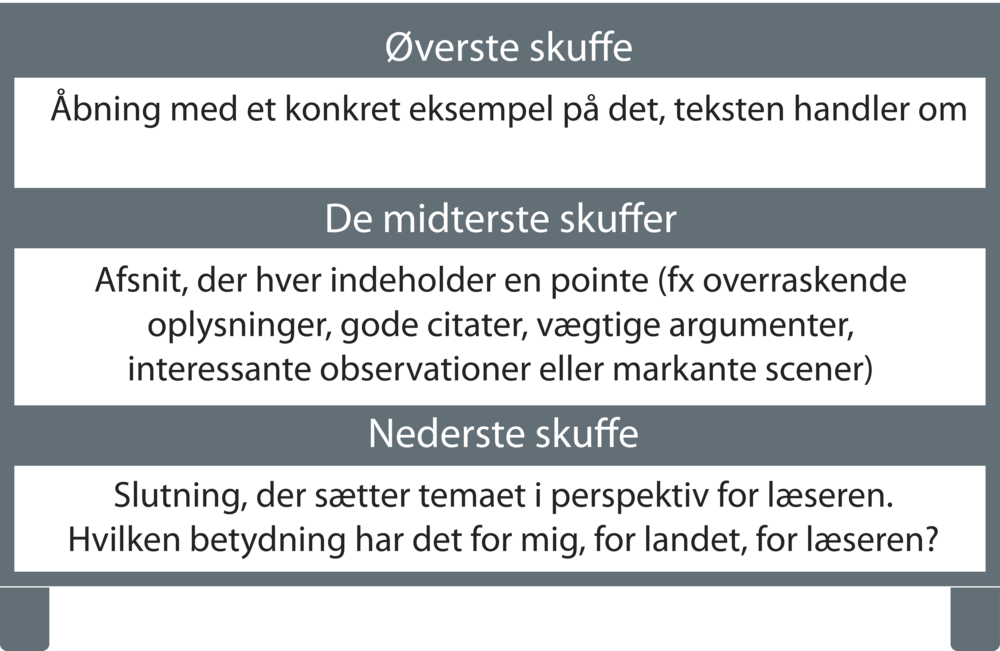 Øverste skuffe
Åbning med et konkret eksempel på det, teksten handler om
De midterste skuffer
Afsnit, der hver indeholder en pointe (fx overraskende
oplysninger, gode citater, vægtige argumenter,
interessante observationer eller markante scener)
Nederste skuffe
Slutning, der sætter temaet i perspektiv for læseren.
Hvilken betydning har det for mig, for landet, for læseren?